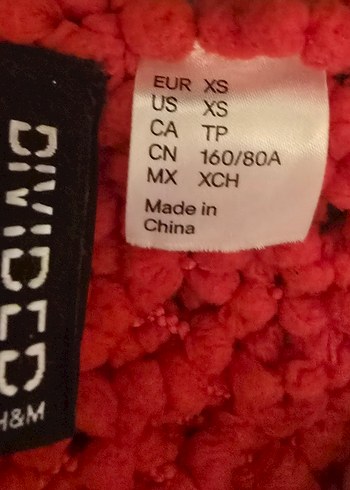 DIVIDED
H&M
EUR XS
US XS
CA TP
CN 160/80A
MX XCH
Made in
China